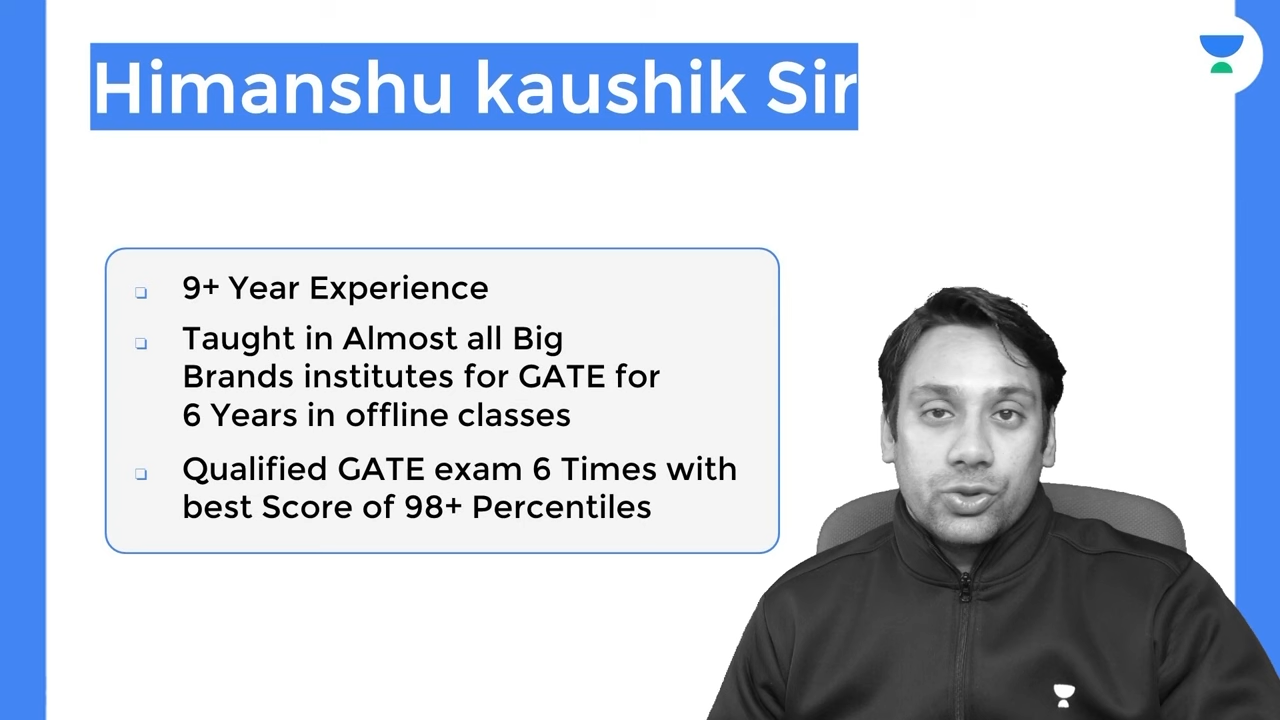 Himanshu kaushik Sir
9+ Year Experience
Taught in Almost all Big
Brands institutes for GATE for
6 Years in offline classes
Qualified GATE exam 6 Times with
best Score of 98+ Percentiles